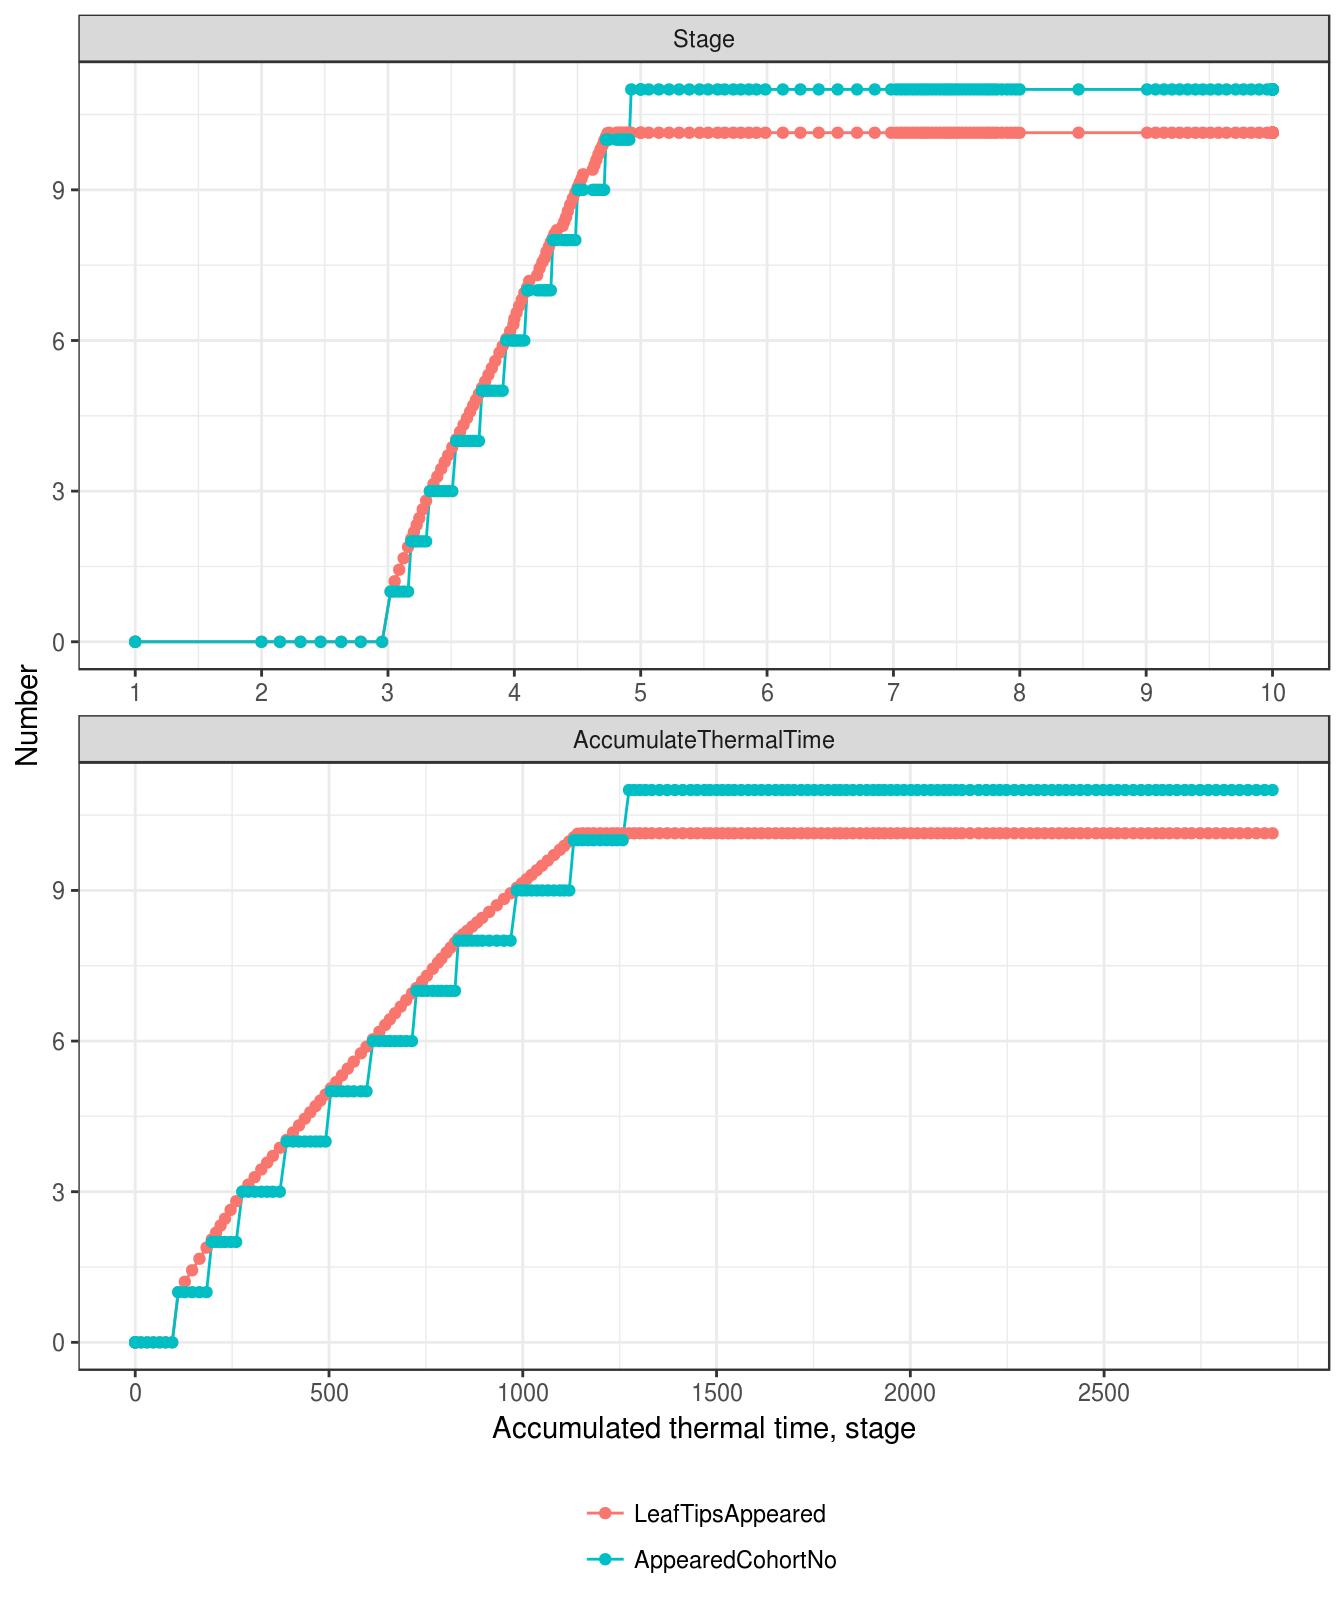 Stage
9
6
3
0
1 2 3 4 5 6 7 8 9 10
Number
AccumulateThermalTime
9
6
3
0
0 500 1000 1500 2000 2500
Accumulated thermal time, stage
LeafTipsAppeared
AppearedCohortNo